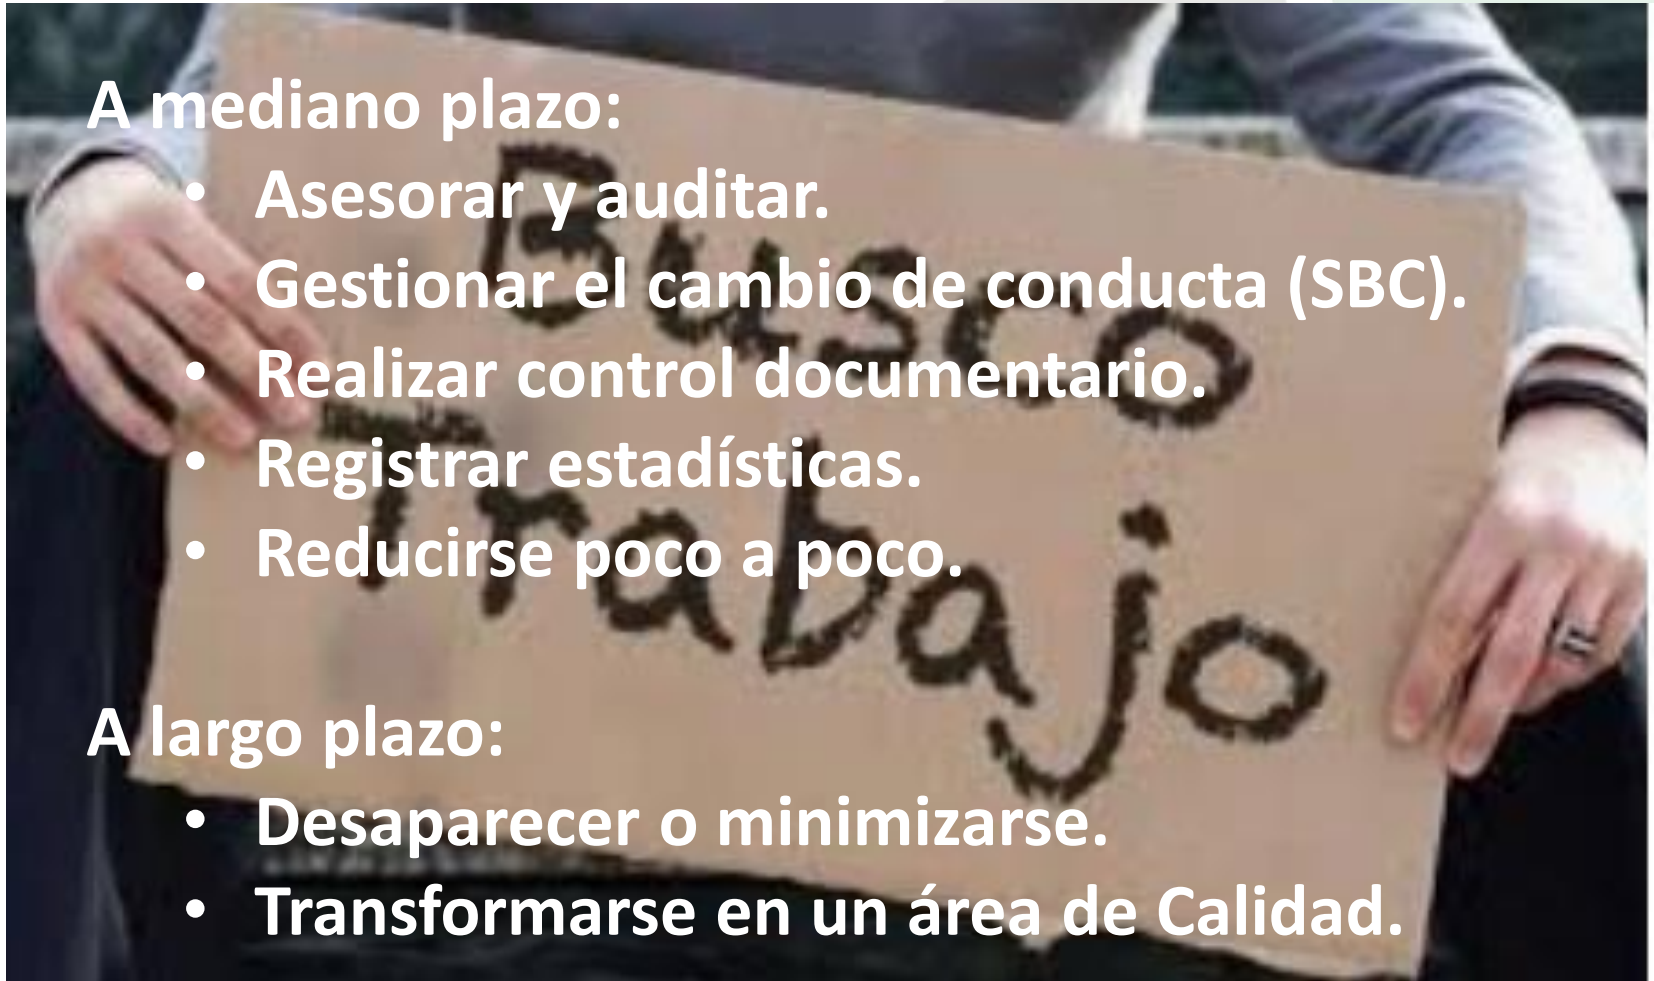 A mediano plazo:
• Asesorar y auditar.
• Gestionar el cambio de conducta (SBC).
• Realizar control documentario.
• Registrar estadísticas.
• Reducirse poco a poco.
A largo plazo:
• Desaparecer o minimizarse.
• Transformarse en un área de Calidad.
Busco
Trabajo